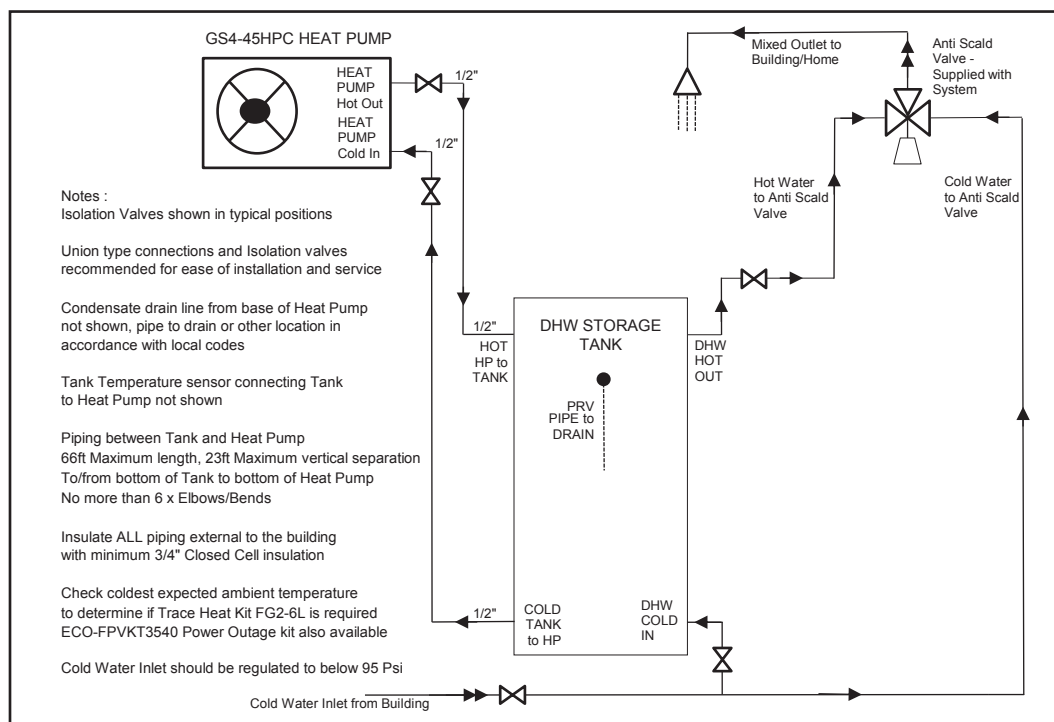 GS4-45HPC HEAT PUMP
HEAT
PUMP
Hot Out
HEAT
PUMP
Cold In
1/2"
1/2"
Mixed Outlet to
Building/Home
Anti Scald
Valve -
Supplied with
System
Hot Water
to Anti Scald
Valve
Cold Water
to Anti Scald
Valve
Notes :
Isolation Valves shown in typical positions
Union type connections and Isolation valves
recommended for ease of installation and service
Condensate drain line from base of Heat Pump
not shown, pipe to drain or other location in
accordance with local codes
Tank Temperature sensor connecting Tank
to Heat Pump not shown
Piping between Tank and Heat Pump
66ft Maximum length, 23ft Maximum vertical separation
To/from bottom of Tank to bottom of Heat Pump
No more than 6 x Elbows/Bends
Insulate ALL piping external to the building
with minimum 3/4" Closed Cell insulation
Check coldest expected ambient temperature
to determine if Trace Heat Kit FG2-6L is required
ECO-FPVKT3540 Power Outage kit also available
Cold Water Inlet should be regulated to below 95 Psi
1/2"
HOT
HP to
TANK
DHW STORAGE
TANK
PRV
PIPE to
DRAIN
DHW
HOT
OUT
1/2"
COLD
TANK
to HP
DHW
COLD
IN
Cold Water Inlet from Building